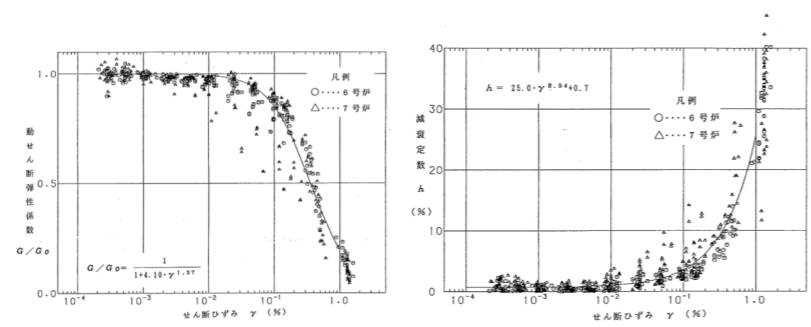 1.0
0.5
0.0
動せん断弾性係数
G/G₀
凡例
○····6号炉
△····7号炉
G/G₀= 1
1+4.10·γ¹·³⁷
10⁻⁴
10⁻³
10⁻²
10⁻¹
1.0
せん断ひずみ γ (%)
40
30
20
10
0
減衰定数
h
(%)
h = 25.0·γ⁰·⁹⁴+0.7
凡例
○····6号炉
△····7号炉
10⁻⁴
10⁻³
10⁻²
10⁻¹
1.0
せん断ひずみ γ (%)